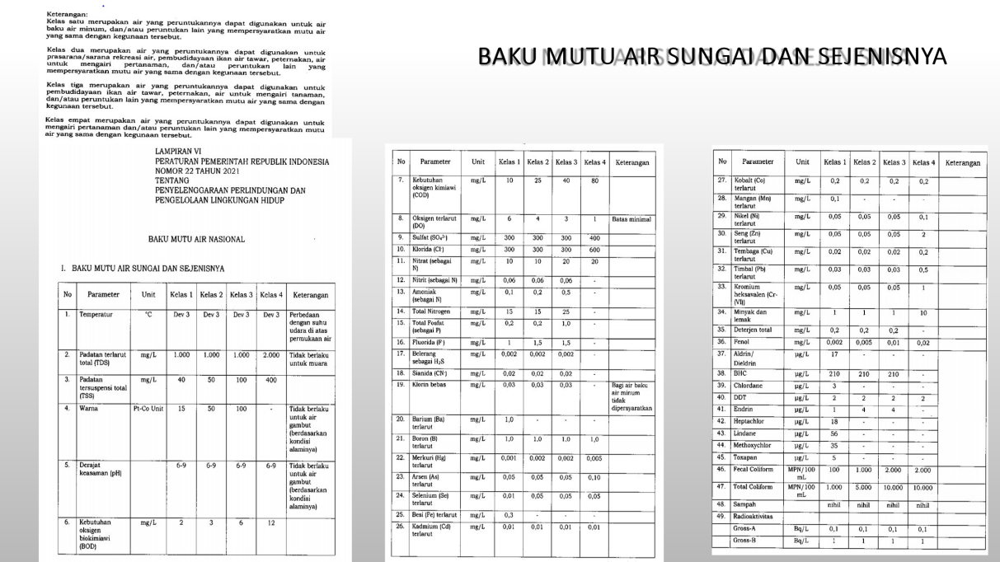 Keterangan:
Kelas satu merupakan air yang peruntukannya dapat digunakan untuk air
baku air minum, dan/atau peruntukan lain yang mempersyaratkan mutu air
yang sama dengan kegunaan tersebut.
Kelas dua merupakan air yang peruntukannya dapat digunakan untuk
prasarana/sarana rekreasi air, pembudidayaan ikan air tawar, peternakan, air
untuk mengairi pertanaman, dan/atau peruntukan lain yang
mempersyaratkan mutu air yang sama dengan kegunaan tersebut.
Kelas tiga merupakan air yang peruntukannya dapat digunakan untuk
pembudidayaan ikan air tawar, peternakan, air untuk mengairi tanaman,
dan/atau peruntukan lain yang mempersyaratkan mutu air yang sama dengan
kegunaan tersebut.
Kelas empat merupakan air yang peruntukannya dapat digunakan untuk
mengairi pertanaman dan/atau peruntukan lain yang mempersyaratkan mutu
air yang sama dengan kegunaan tersebut.
BAKU MUTU AIR SUNGAI DAN SEJENISNYA
LAMPIRAN VI
PERATURAN PEMERINTAH REPUBLIK INDONESIA
NOMOR 22 TAHUN 2021
TENTANG
PENYELENGGARAAN PERLINDUNGAN DAN
PENGELOLAAN LINGKUNGAN HIDUP
BAKU MUTU AIR NASIONAL
I. BAKU MUTU AIR SUNGAI DAN SEJENISNYA
No Parameter Unit Kelas 1 Kelas 2 Kelas 3 Kelas 4 Keterangan
1. Temperatur °C Dev 3 Dev 3 Dev 3 Dev 3 Perbedaan
dengan suhu
udara di atas
permukaan air
2. Padatan terlarut mg/L 1.000 1.000 1.000 2.000 Tidak berlaku
total (TDS) untuk muara
3. Padatan mg/L 40 50 100 400
tersuspensi total
(TSS)
4. Warna Pt-Co Unit 15 50 100 - Tidak berlaku
untuk air
gambut
(berdasarkan
kondisi
alaminya)
5. Derajat 6-9 6-9 6-9 6-9 Tidak berlaku
keasaman (pH) untuk air
gambut
(berdasarkan
kondisi
alaminya)
6. Kebutuhan mg/L 2 3 6 12
oksigen
biokimiawi
(BOD)
No Parameter Unit Kelas 1 Kelas 2 Kelas 3 Kelas 4 Keterangan
7. Kebutuhan mg/L 10 25 40 80
oksigen kimiawi
(COD)
8. Oksigen terlarut mg/L 6 4 3 1 Batas minimal
(DO)
9. Sulfat (SO₄²⁻) mg/L 300 300 300 400
10. Klorida (Cl⁻) mg/L 300 300 300 600
11. Nitrat (sebagai mg/L 10 10 20 20
N)
12. Nitrit (sebagai N) mg/L 0,06 0,06 0,06 -
13. Amoniak mg/L 0,1 0,2 0,5 -
(sebagai N)
14. Total Nitrogen mg/L 15 15 25 -
15. Total Fosfat mg/L 0,2 0,2 1,0 -
(sebagai P)
16. Fluorida (F⁻) mg/L 1 1,5 1,5 -
17. Belerang mg/L 0,002 0,002 0,002 -
sebagai H₂S
18. Sianida (CN⁻) mg/L 0,02 0,02 0,02 -
19. Klorin bebas mg/L 0,03 0,03 0,03 - Bagi air baku
air minum
tidak
dipersyaratkan
20. Barium (Ba) mg/L 1,0 - - -
terlarut
21. Boron (B) mg/L 1,0 1,0 1,0 1,0
terlarut
22. Merkuri (Hg) mg/L 0,001 0,002 0,002 0,005
terlarut
23. Arsen (As) mg/L 0,05 0,05 0,05 0,10
terlarut
24. Selenium (Se) mg/L 0,01 0,05 0,05 0,05
terlarut
25. Besi (Fe) terlarut mg/L 0,3 - - -
26. Kadmium (Cd) mg/L 0,01 0,01 0,01 0,01
terlarut
No Parameter Unit Kelas 1 Kelas 2 Kelas 3 Kelas 4 Keterangan
27. Kobalt (Co) mg/L 0,2 0,2 0,2 0,2
terlarut
28. Mangan (Mn) mg/L 0,1 - - -
terlarut
29. Nikel (Ni) mg/L 0,05 0,05 0,05 0,1
terlarut
30. Seng (Zn) mg/L 0,05 0,05 0,05 2
terlarut
31. Tembaga (Cu) mg/L 0,02 0,02 0,02 0,2
terlarut
32. Timbal (Pb) mg/L 0,03 0,03 0,03 0,5
terlarut
33. Kromium mg/L 0,05 0,05 0,05 1
heksavalen (Cr-
(VI))
34. Minyak dan mg/L 1 1 1 10
lemak
35. Deterjen total mg/L 0,2 0,2 0,2 -
36. Fenol mg/L 0,002 0,005 0,01 0,02
37. Aldrin/ µg/L 17 - - -
Dieldrin
38. BHC µg/L 210 210 210 -
39. Chlordane µg/L 3 - - -
40. DDT µg/L 2 2 2 2
41. Endrin µg/L 1 4 4 -
42. Heptachlor µg/L 18 - - -
43. Lindane µg/L 56 - - -
44. Methoxychlor µg/L 35 - - -
45. Toxapan µg/L 5 - - -
46. Fecal Coliform MPN/100 100 1.000 2.000 2.000
mL
47. Total Coliform MPN/100 1.000 5.000 10.000 10.000
mL
48. Sampah nihil nihil nihil nihil
49. Radioaktivitas
Gross-A Bq/L 0,1 0,1 0,1 0,1
Gross-B Bq/L 1 1 1 1